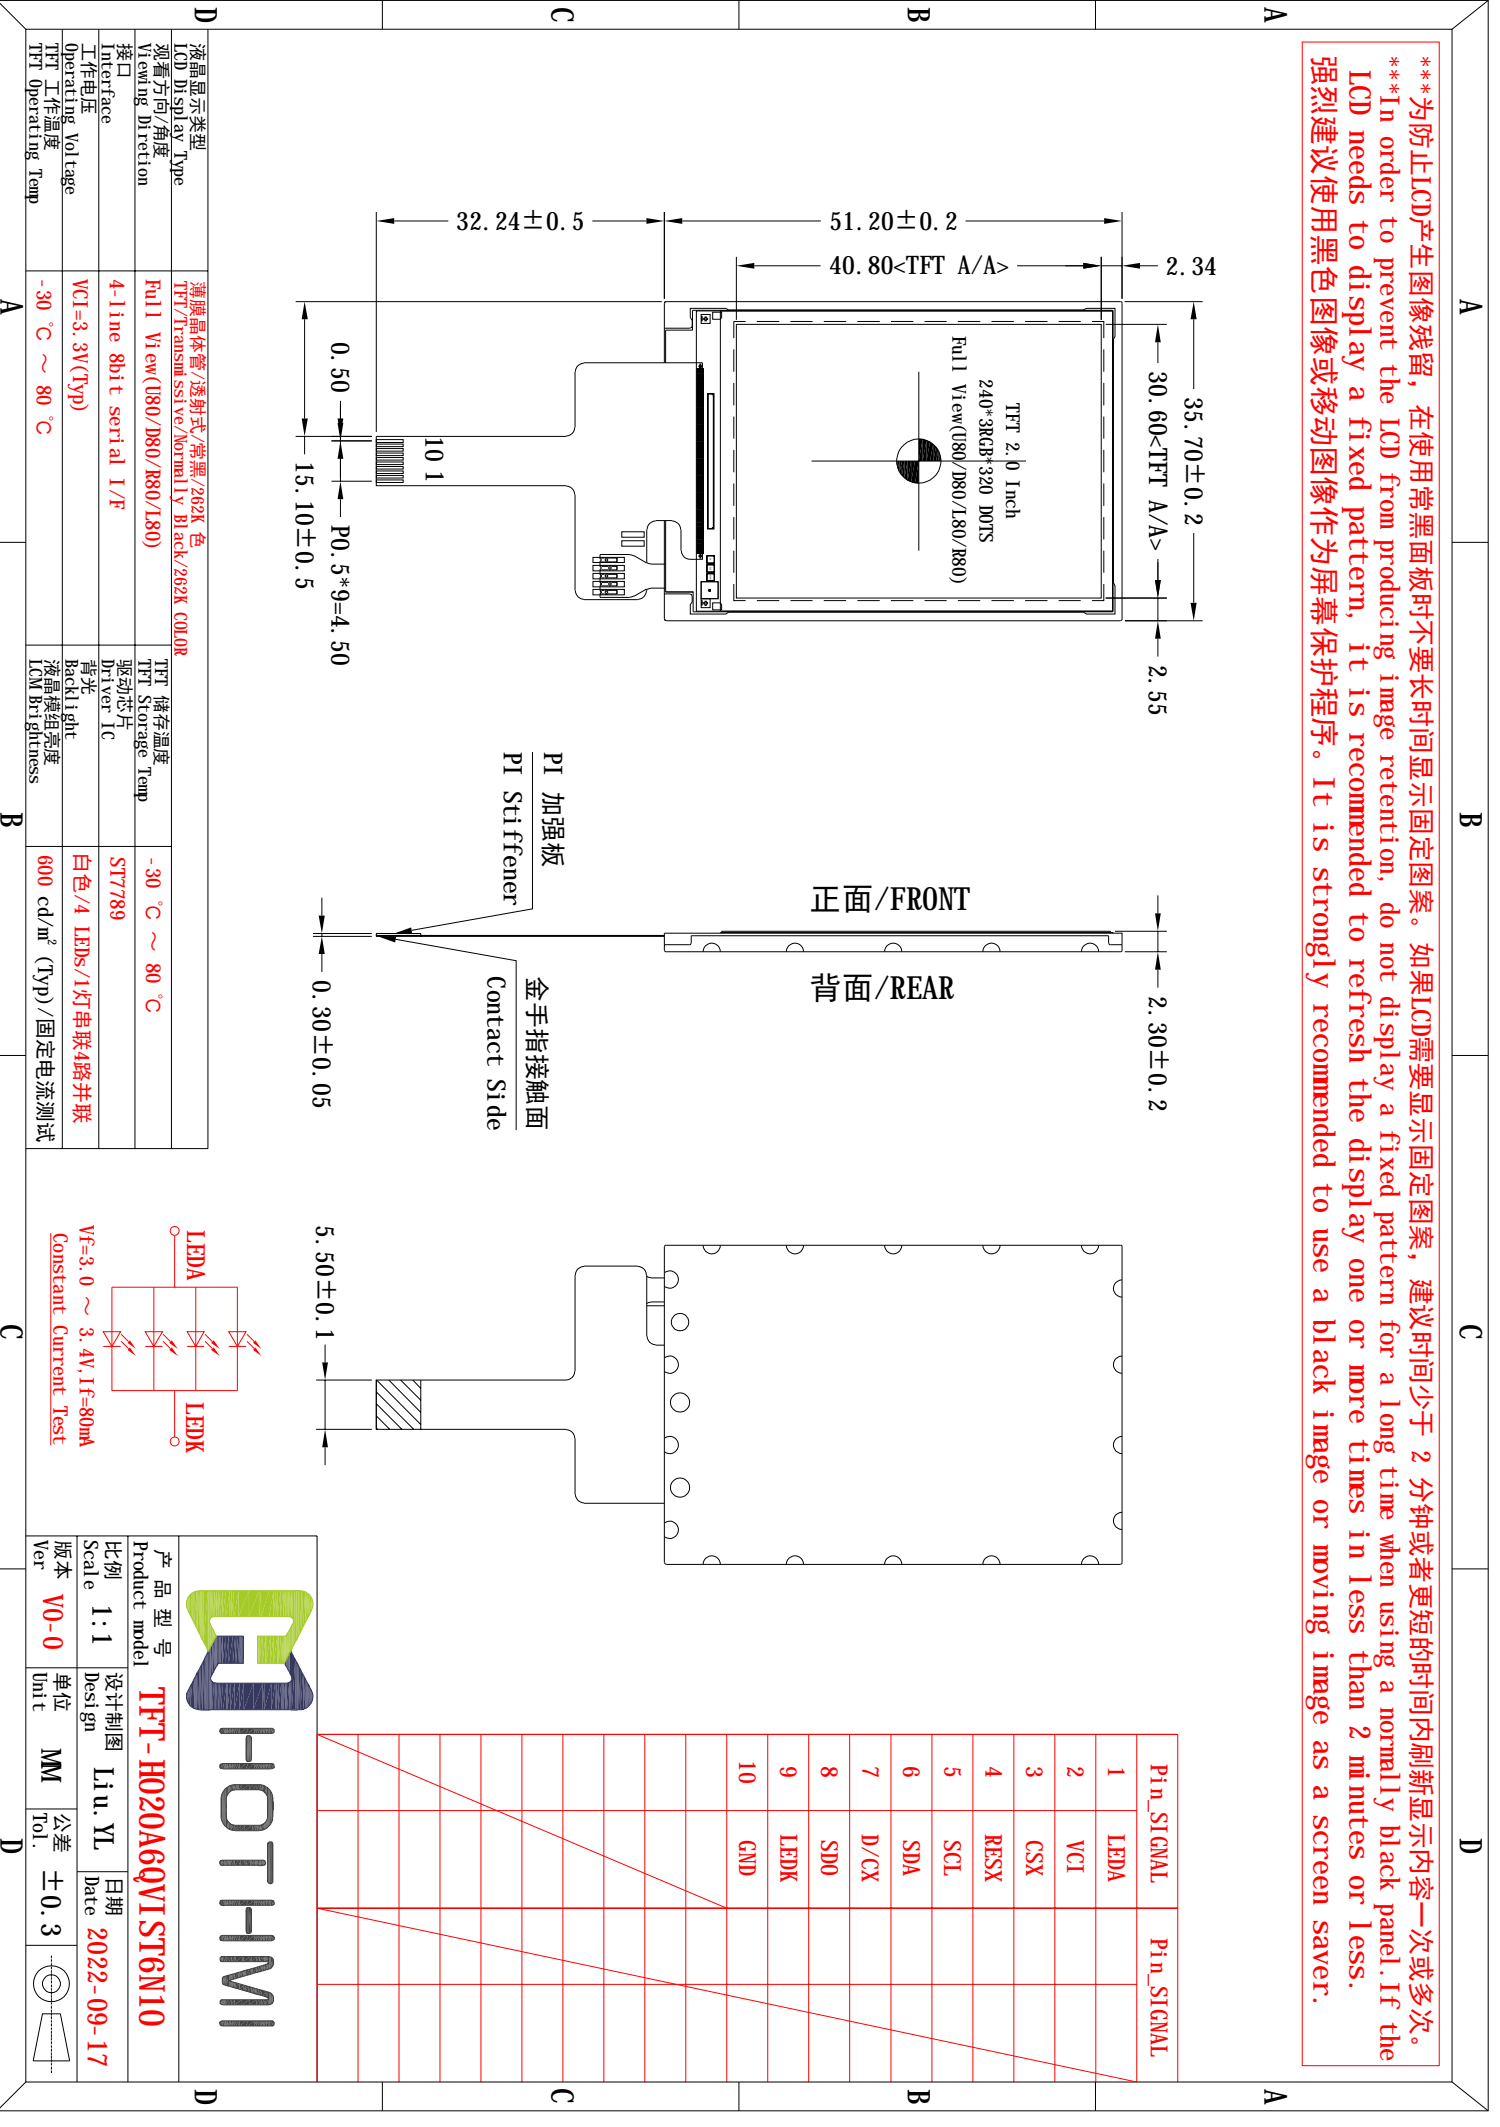 ***为防止LCD产生图像残留，在使用常黑面板时不要长时间显示固定图案。如果LCD需要显示固定图案，建议时间少于 2 分钟或者更短的时间内刷新显示内容一次或多次。
***In order to prevent the LCD from producing image retention, do not display a fixed pattern for a long time when using a normally black panel. If the
LCD needs to display a fixed pattern, it is recommended to refresh the display one or more times in less than 2 minutes or less.
强烈建议使用黑色图像或移动图像作为屏幕保护程序。It is strongly recommended to use a black image or moving image as a screen saver.
A
B
C
D
A
B
C
D
A
B
C
D
A
B
C
D
35.70±0.2
30.60<TFT A/A>
2.55
2.34
40.80<TFT A/A>
51.20±0.2
32.24±0.5
TFT 2.0 Inch
240*3RGB*320 DOTS
Full View(U80/D80/L80/R80)
10 1
0.50
P0.5*9=4.50
15.10±0.5
2.30±0.2
正面/FRONT
背面/REAR
PI 加强板
PI Stiffener
金手指接触面
Contact Side
0.30±0.05
5.50±0.1
Pin_SIGNAL
Pin_SIGNAL
1 LEDA
2 VCI
3 CSX
4 RESX
5 SCL
6 SDA
7 D/CX
8 SDO
9 LEDK
10 GND
LEDA
LEDK
Vf=3.0 ～ 3.4V,If=80mA
Constant Current Test
液晶显示类型
LCD Display Type
薄膜晶体管/透射式/常黑/262K 色
TFT/Transmissive/Normally Black/262K COLOR
观看方向/角度
Viewing Diretion
Full View(U80/D80/R80/L80)
TFT 储存温度
TFT Storage Temp
-30 ℃ ～ 80 ℃
接口
Interface
4-line 8bit serial I/F
驱动芯片
Driver IC
ST7789
工作电压
Operating Voltage
VCI=3.3V(Typ)
背光
Backlight
白色/4 LEDs/1灯串联4路并联
TFT 工作温度
TFT Operating Temp
-30 ℃ ～ 80 ℃
液晶模组亮度
LCM Brightness
600 cd/m² (Typ)/固定电流测试
HOTHMI
产品型号
Product model
TFT-H020A6QVIST6N10
比例
Scale
1:1
设计制图
Design
Liu.YL
日期
Date
2022-09-17
版本
Ver
V0-0
单位
Unit
MM
公差
Tol.
±0.3